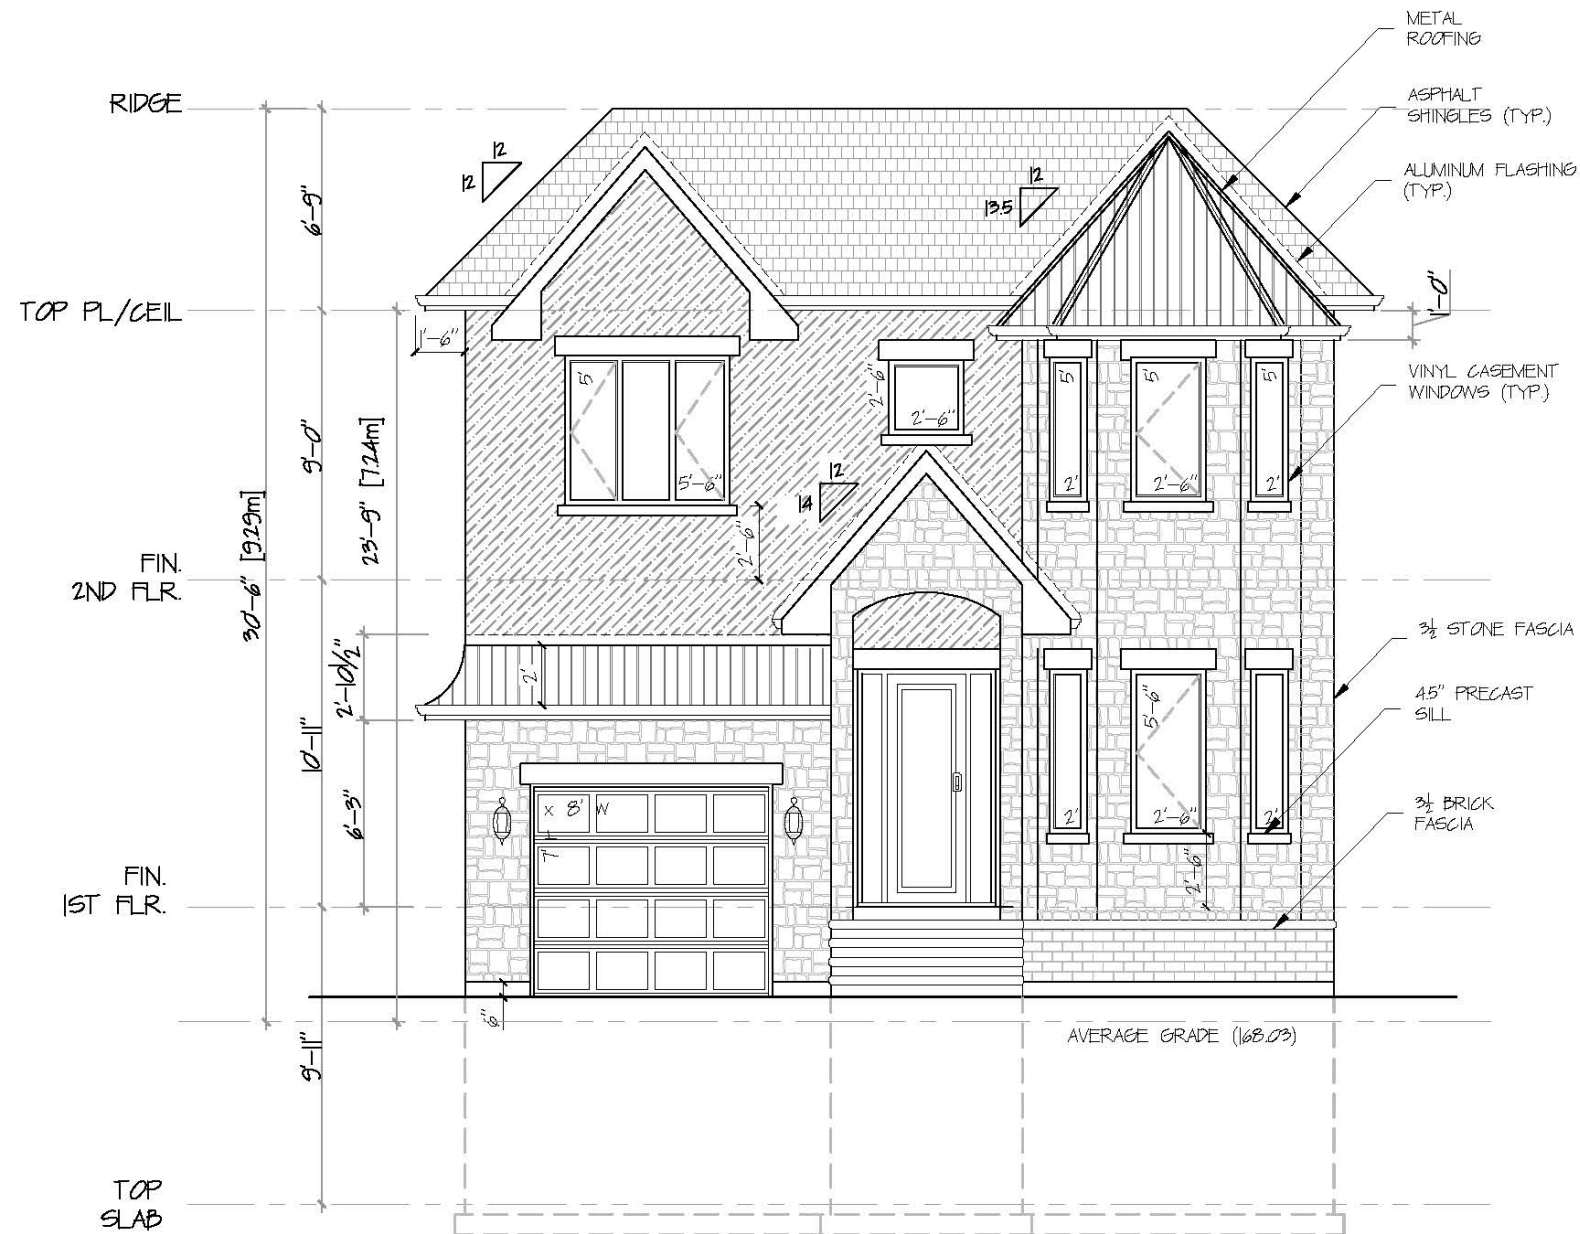 METAL
ROOFING
RIDGE
ASPHALT
SHINGLES (TYP.)
12
12
12
13.5
ALUMINUM FLASHING
(TYP.)
6'-9"
1'-0"
TOP PL/CEIL
1'-6"
VINYL CASEMENT
WINDOWS (TYP.)
5'
5'-6"
2'-6"
2'-6"
5'
2'
5'
2'-6"
5'
2'
9'-0"
23'-9" [7.24m]
30'-6" [9.29m]
12
14
2'-6"
FIN.
2ND FLR.
3½ STONE FASCIA
2'-10½"
2'
4.5" PRECAST
SILL
5'-6"
10'-11"
6'-3"
x 8' W
7'
2'
2'-6"
2'
3½ BRICK
FASCIA
2'-6"
FIN.
1ST FLR.
6"
AVERAGE GRADE (168.03)
9'-11"
TOP
SLAB